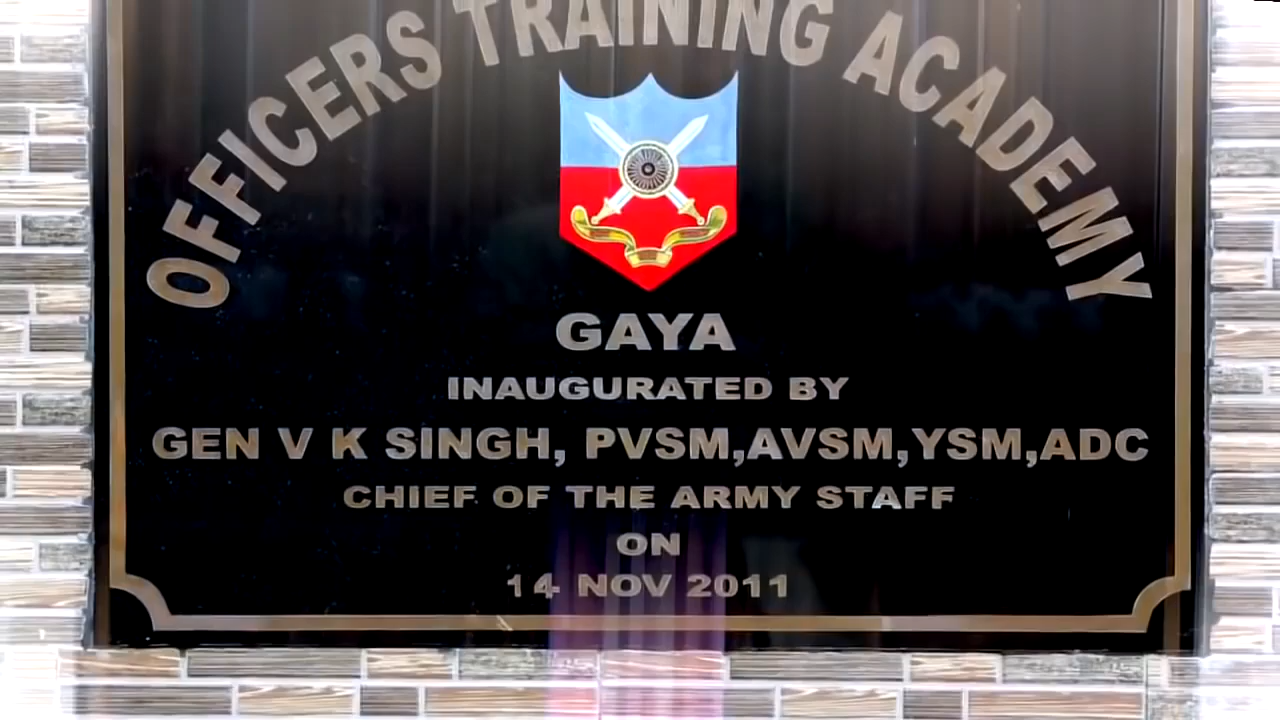 OFFICERS TRAINING ACADEMY
GAYA
INAUGURATED BY
GEN V K SINGH, PVSM,AVSM,YSM,ADC
CHIEF OF THE ARMY STAFF
ON
14 NOV 2011